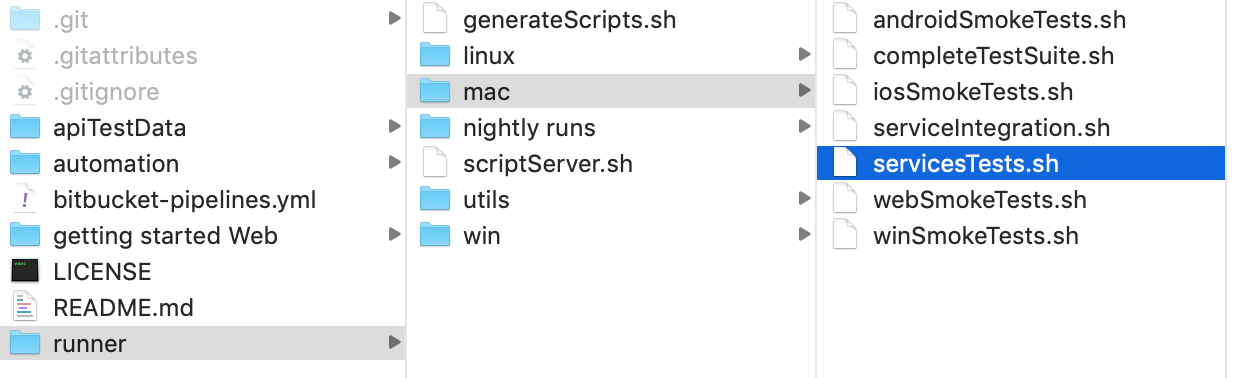 .git
.gitattributes
.gitignore
apiTestData
automation
bitbucket-pipelines.yml
getting started Web
LICENSE
README.md
runner
generateScripts.sh
linux
mac
nightly runs
scriptServer.sh
utils
win
androidSmokeTests.sh
completeTestSuite.sh
iosSmokeTests.sh
serviceIntegration.sh
servicesTests.sh
webSmokeTests.sh
winSmokeTests.sh